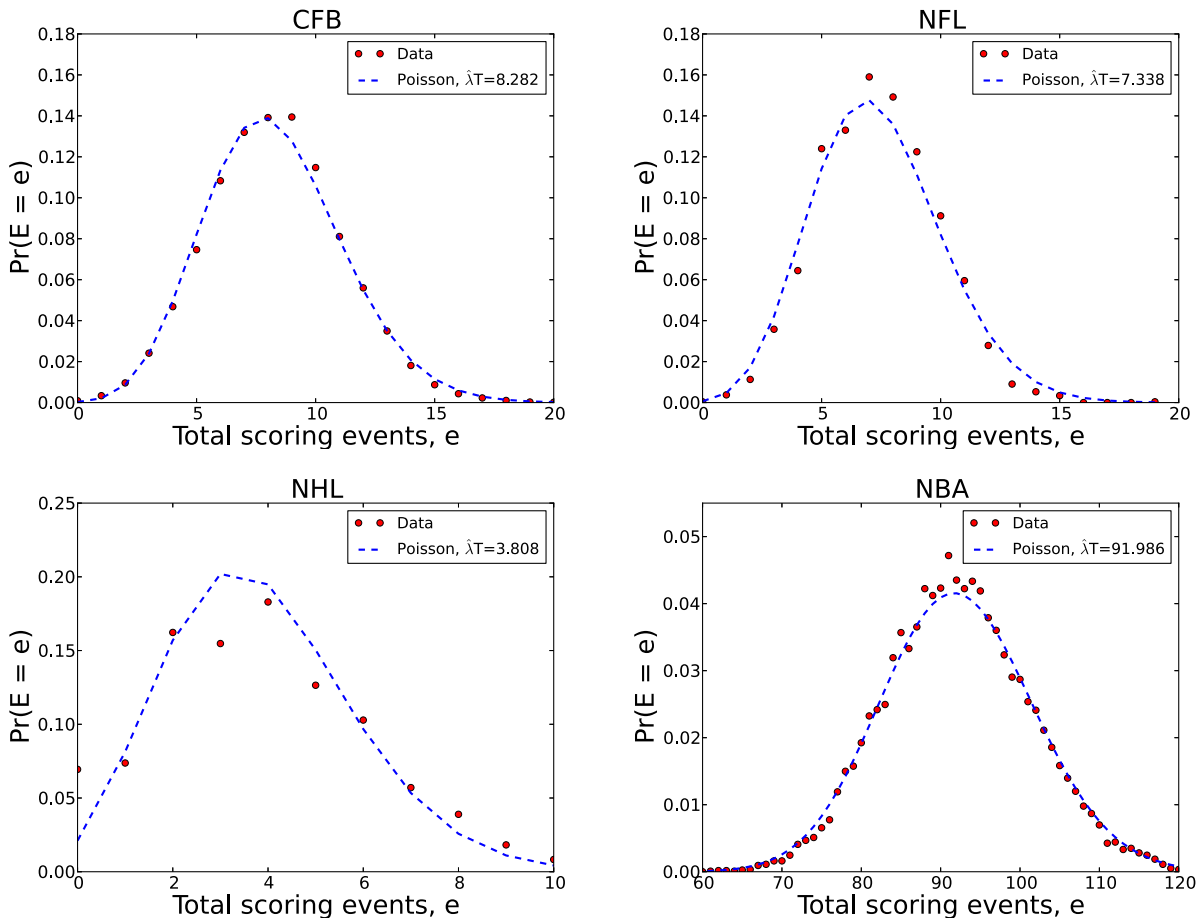 CFB
0.18
0.16
0.14
0.12
0.10
0.08
0.06
0.04
0.02
0.00
Pr(E = e)
Data
Poisson, λ̂T=8.282
0 5 10 15 20
Total scoring events, e
NFL
0.18
0.16
0.14
0.12
0.10
0.08
0.06
0.04
0.02
0.00
Pr(E = e)
Data
Poisson, λ̂T=7.338
0 5 10 15 20
Total scoring events, e
NHL
0.25
0.20
0.15
0.10
0.05
0.00
Pr(E = e)
Data
Poisson, λ̂T=3.808
0 2 4 6 8 10
Total scoring events, e
NBA
0.05
0.04
0.03
0.02
0.01
0.00
Pr(E = e)
Data
Poisson, λ̂T=91.986
60 70 80 90 100 110 120
Total scoring events, e